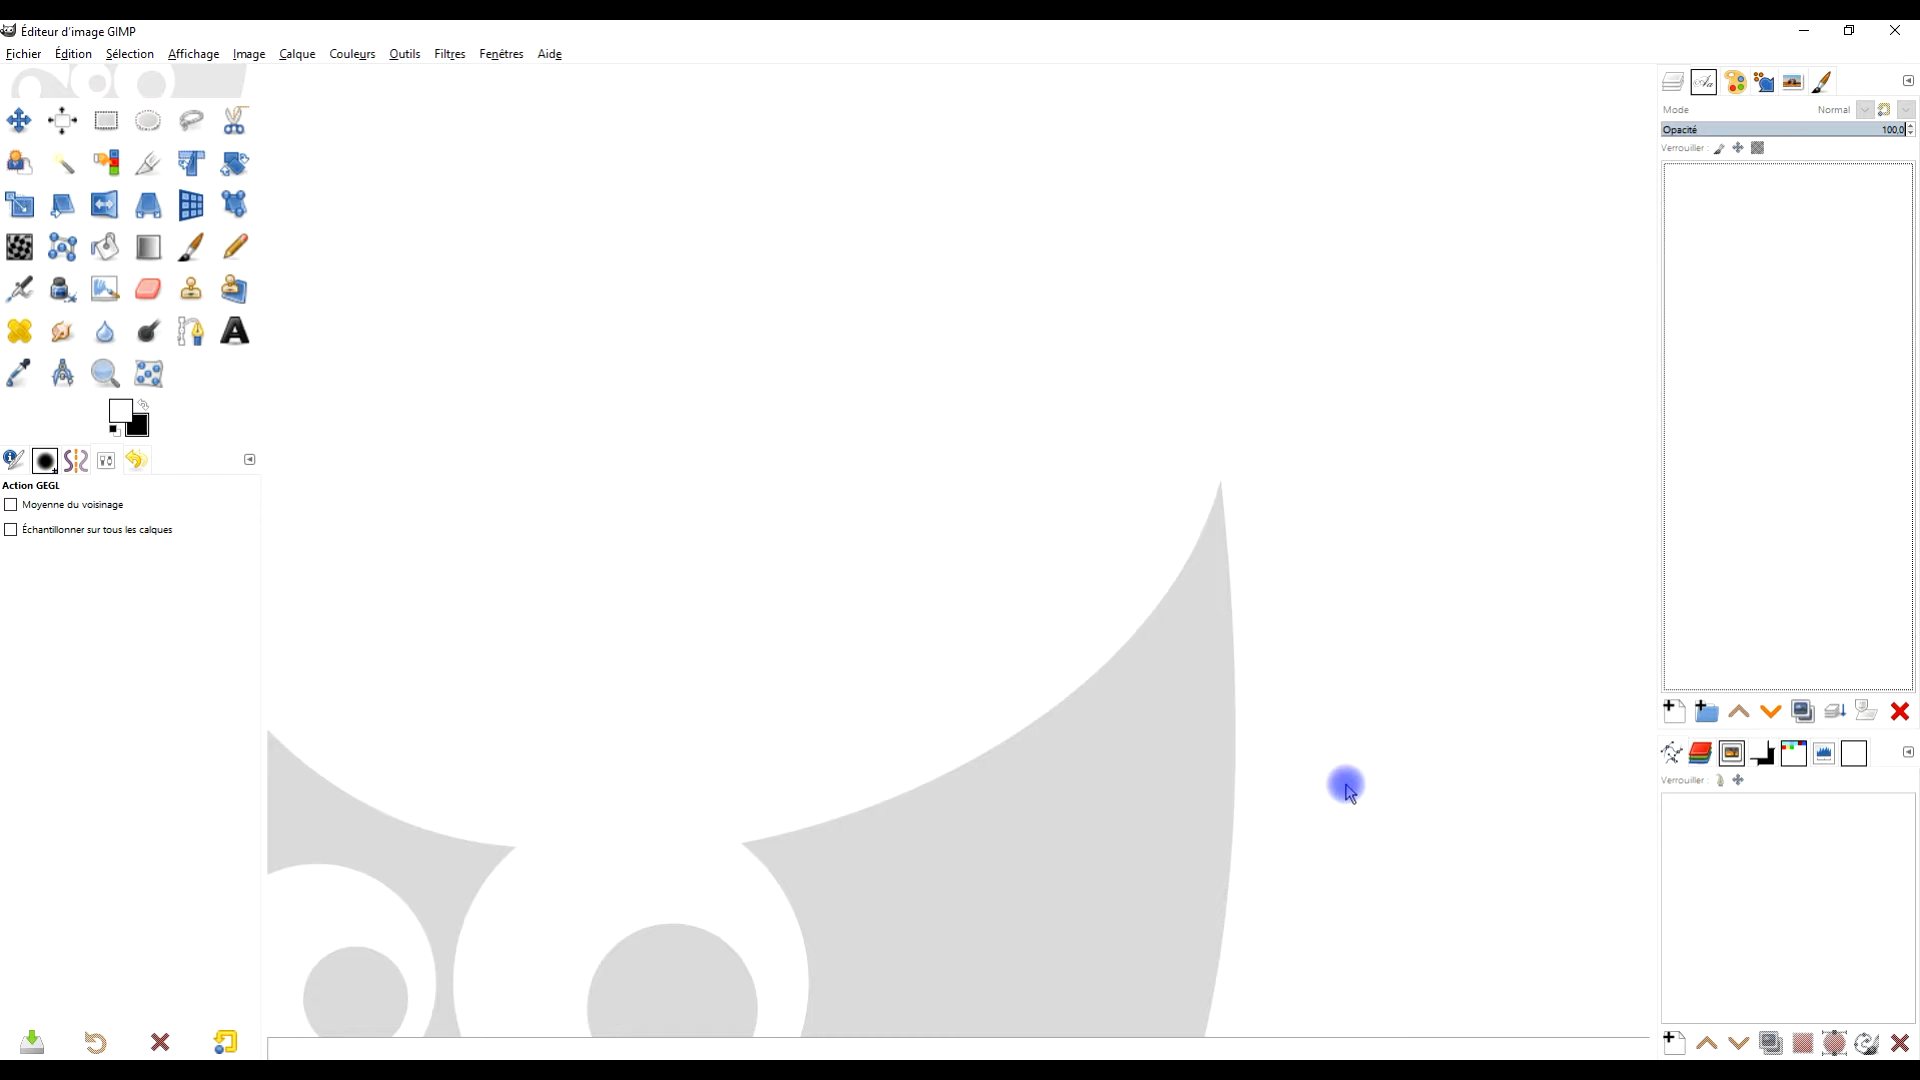 Éditeur d'image GIMP
Fichier Édition Sélection Affichage Image Calque Couleurs Outils Filtres Fenêtres Aide
Mode Normal
Opacité 100,0
Verrouiller :
Action GEGL
Moyenne du voisinage
Échantillonner sur tous les calques
Verrouiller :